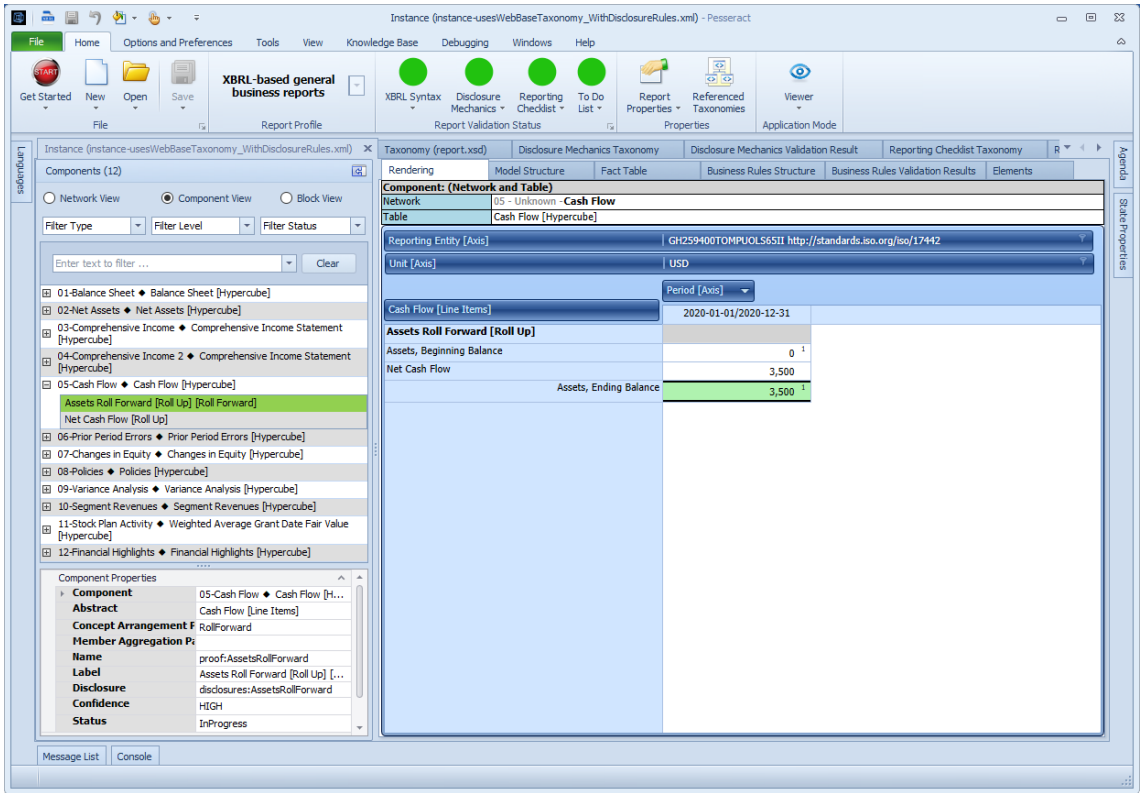 Instance (instance-usesWebBaseTaxonomy_WithDisclosureRules.xml) - Pesseract
File Home Options and Preferences Tools View Knowledge Base Debugging Windows Help
START
Get Started New Open Save
XBRL-based general
business reports
XBRL Syntax Disclosure Mechanics Reporting Checklist To Do List
Report Properties Referenced Taxonomies Viewer
File Report Profile Report Validation Status Properties Application Mode
Languages
Instance (instance-usesWebBaseTaxonomy_WithDisclosureRules.xml) X
Components (12)
Network View Component View Block View
Filter Type Filter Level Filter Status
Enter text to filter ... Clear
01-Balance Sheet ◆ Balance Sheet [Hypercube]
02-Net Assets ◆ Net Assets [Hypercube]
03-Comprehensive Income ◆ Comprehensive Income Statement
[Hypercube]
04-Comprehensive Income 2 ◆ Comprehensive Income Statement
[Hypercube]
05-Cash Flow ◆ Cash Flow [Hypercube]
Assets Roll Forward [Roll Up] [Roll Forward]
Net Cash Flow [Roll Up]
06-Prior Period Errors ◆ Prior Period Errors [Hypercube]
07-Changes in Equity ◆ Changes in Equity [Hypercube]
08-Policies ◆ Policies [Hypercube]
09-Variance Analysis ◆ Variance Analysis [Hypercube]
10-Segment Revenues ◆ Segment Revenues [Hypercube]
11-Stock Plan Activity ◆ Weighted Average Grant Date Fair Value
[Hypercube]
12-Financial Highlights ◆ Financial Highlights [Hypercube]
Component Properties
Component 05-Cash Flow ◆ Cash Flow [H...
Abstract Cash Flow [Line Items]
Concept Arrangement P RollForward
Member Aggregation Pa
Name proof:AssetsRollForward
Label Assets Roll Forward [Roll Up] [...
Disclosure disclosures:AssetsRollForward
Confidence HIGH
Status InProgress
Taxonomy (report.xsd) Disclosure Mechanics Taxonomy Disclosure Mechanics Validation Result Reporting Checklist Taxonomy R
Rendering Model Structure Fact Table Business Rules Structure Business Rules Validation Results Elements
Component: (Network and Table)
Network 05 - Unknown - Cash Flow
Table Cash Flow [Hypercube]
Reporting Entity [Axis] GH259400TOMPUOLS65II http://standards.iso.org/iso/17442
Unit [Axis] USD
Period [Axis]
Cash Flow [Line Items] 2020-01-01/2020-12-31
Assets Roll Forward [Roll Up]
Assets, Beginning Balance 0 1
Net Cash Flow 3,500
Assets, Ending Balance 3,500 1
Agenda
State Properties
Message List Console